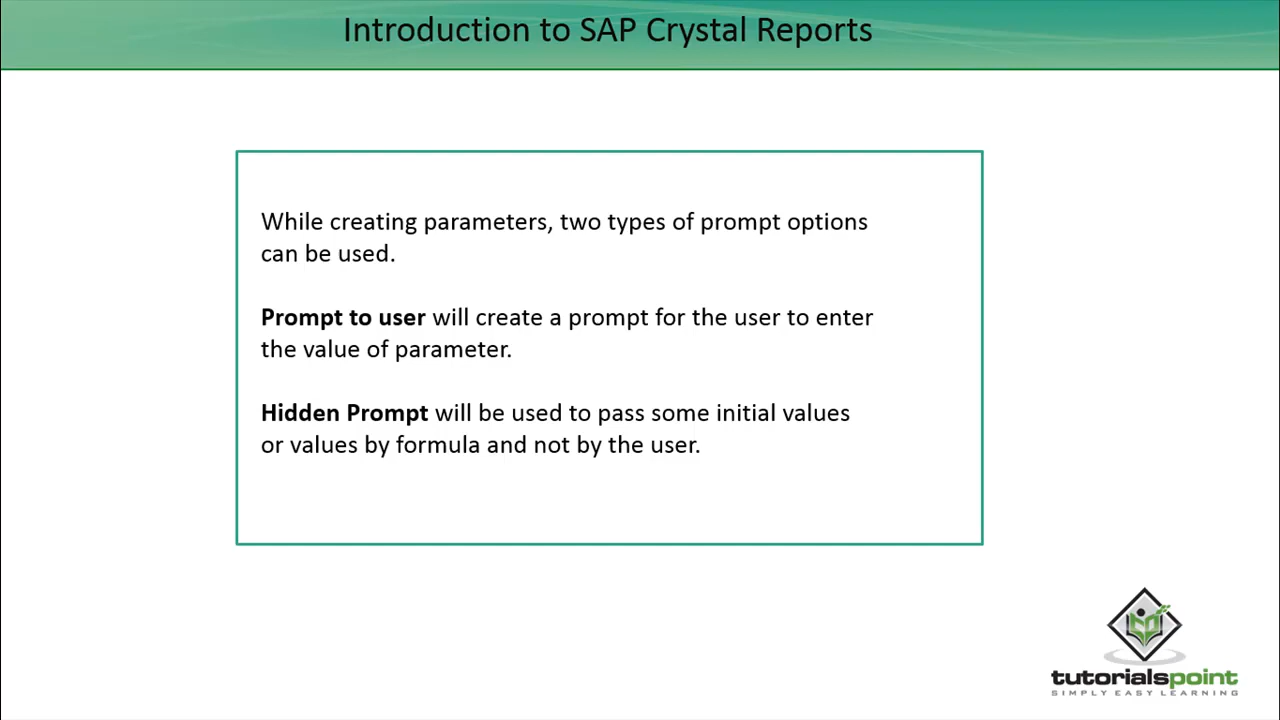 Introduction to SAP Crystal Reports
While creating parameters, two types of prompt options
can be used.
Prompt to user will create a prompt for the user to enter
the value of parameter.
Hidden Prompt will be used to pass some initial values
or values by formula and not by the user.
tutorialspoint
SIMPLY EASY LEARNING